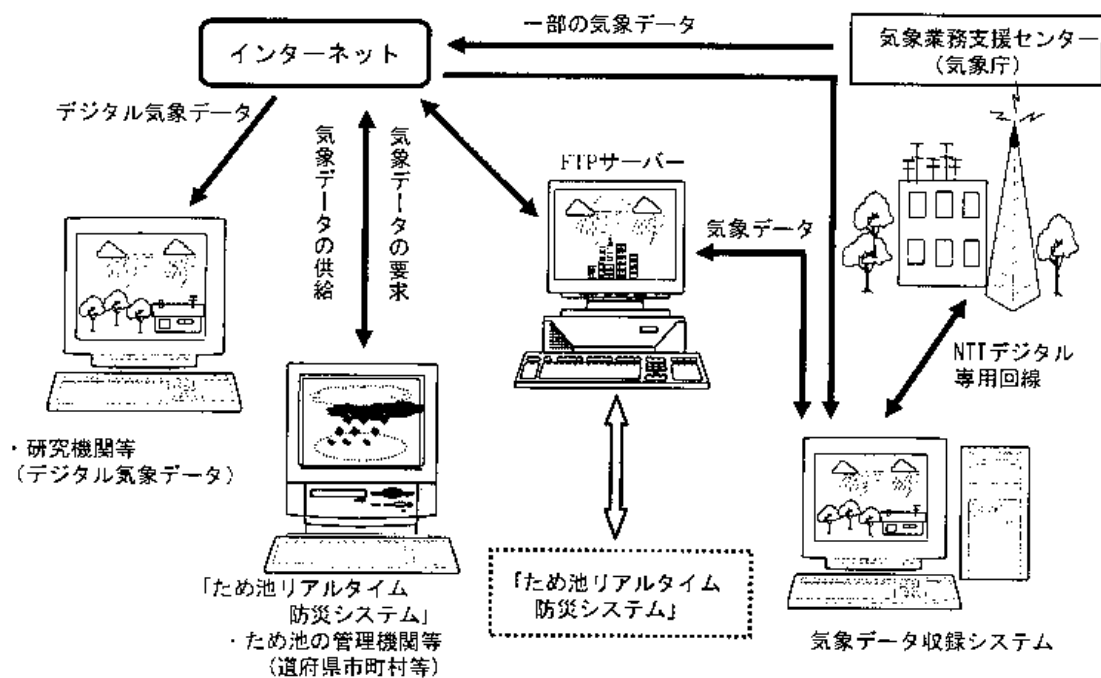 一部の気象データ
インターネット
気象業務支援センター
(気象庁)
デジタル気象データ
気象データの供給
気象データの要求
FTPサーバー
気象データ
NTTデジタル
専用回線
・研究機関等
(デジタル気象データ)
「ため池リアルタイム
防災システム」
・ため池の管理機関等
(道府県市町村等)
「ため池リアルタイム
防災システム」
気象データ収録システム